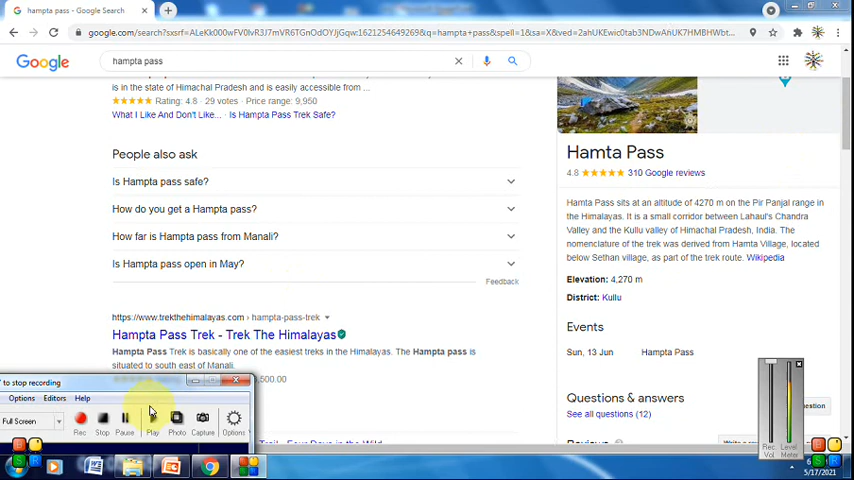 hampta pass - Google Search
google.com/search?sxsrf=ALeKk000wFV0lvR3J7mVR6TGnOdOYJjGqw:1621254649269&q=hampta+pass&spell=1&sa=X&ved=2ahUKEwic0tab3NDwAhUK7HMBHWbt...
Google
hampta pass
is in the state of Himachal Pradesh and is easily accessible from ...
Rating: 4.8 · 29 votes · Price range: 9,950
What I Like And Don't Like... · Is Hampta Pass Trek Safe?
People also ask
Is Hampta pass safe?
How do you get a Hampta pass?
How far is Hampta pass from Manali?
Is Hampta pass open in May?
Feedback
https://www.trekthehimalayas.com › hampta-pass-trek
Hampta Pass Trek - Trek The Himalayas
Hampta Pass Trek is basically one of the easiest treks in the Himalayas. The Hampta pass is
situated to south east of Manali.
,500.00
Hamta Pass
4.8 310 Google reviews
Hamta Pass sits at an altitude of 4270 m on the Pir Panjal range in
the Himalayas. It is a small corridor between Lahaul's Chandra
Valley and the Kullu valley of Himachal Pradesh, India. The
nomenclature of the trek was derived from Hamta Village, located
below Sethan village, as part of the trek route. Wikipedia
Elevation: 4,270 m
District: Kullu
Events
Sun, 13 Jun Hampta Pass
Questions & answers
See all questions (12)
uestion
to stop recording
Options Editors Help
Full Screen
Rec Stop Pause Play Photo Capture Options
Rec. Vol
Level Meter
5/17/2021